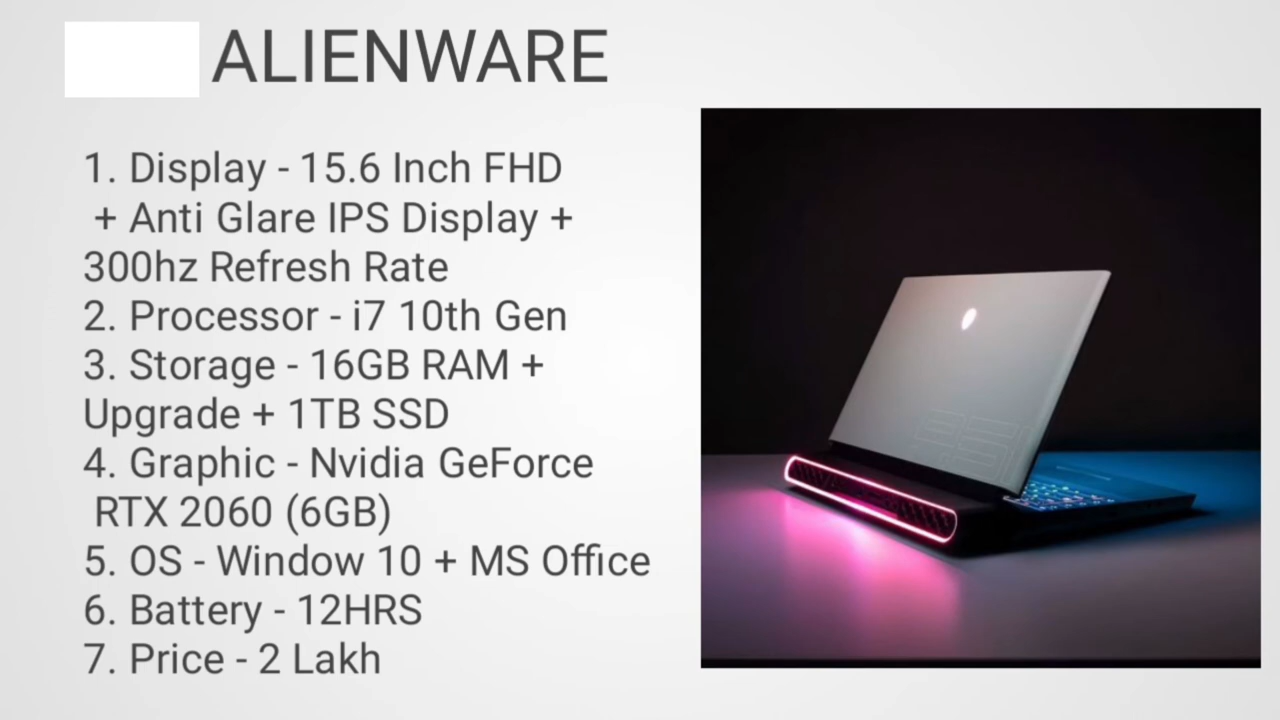 ALIENWARE
1. Display - 15.6 Inch FHD
+ Anti Glare IPS Display +
300hz Refresh Rate
2. Processor - i7 10th Gen
3. Storage - 16GB RAM +
Upgrade + 1TB SSD
4. Graphic - Nvidia GeForce
RTX 2060 (6GB)
5. OS - Window 10 + MS Office
6. Battery - 12HRS
7. Price - 2 Lakh